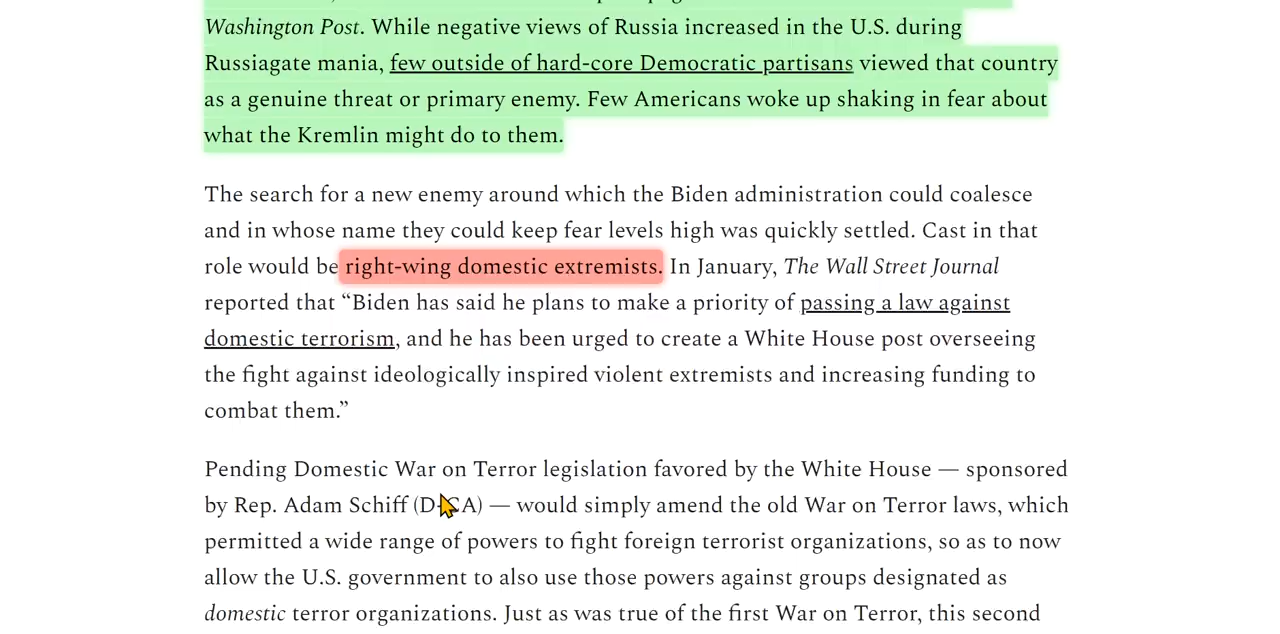 Washington Post. While negative views of Russia increased in the U.S. during
Russiagate mania, few outside of hard-core Democratic partisans viewed that country
as a genuine threat or primary enemy. Few Americans woke up shaking in fear about
what the Kremlin might do to them.
The search for a new enemy around which the Biden administration could coalesce
and in whose name they could keep fear levels high was quickly settled. Cast in that
role would be right-wing domestic extremists. In January, The Wall Street Journal
reported that “Biden has said he plans to make a priority of passing a law against
domestic terrorism, and he has been urged to create a White House post overseeing
the fight against ideologically inspired violent extremists and increasing funding to
combat them.”
Pending Domestic War on Terror legislation favored by the White House — sponsored
by Rep. Adam Schiff (D-CA) — would simply amend the old War on Terror laws, which
permitted a wide range of powers to fight foreign terrorist organizations, so as to now
allow the U.S. government to also use those powers against groups designated as
domestic terror organizations. Just as was true of the first War on Terror, this second